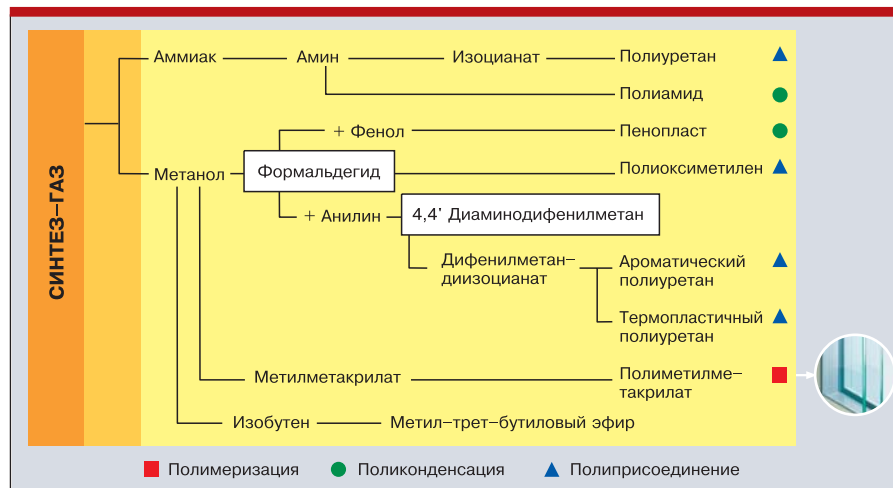 СИНТЕЗ-ГАЗ
Аммиак
Амин
Изоцианат
Полиуретан
Полиамид
+ Фенол
Пенопласт
Метанол
Формальдегид
Полиоксиметилен
+ Анилин
4,4' Диаминодифенилметан
Дифенилметан-
диизоцианат
Ароматический
полиуретан
Термопластичный
полиуретан
Метилметакрилат
Полиметилме-
такрилат
Изобутен
Метил-трет-бутиловый эфир
Полимеризация
Поликонденсация
Полиприсоединение